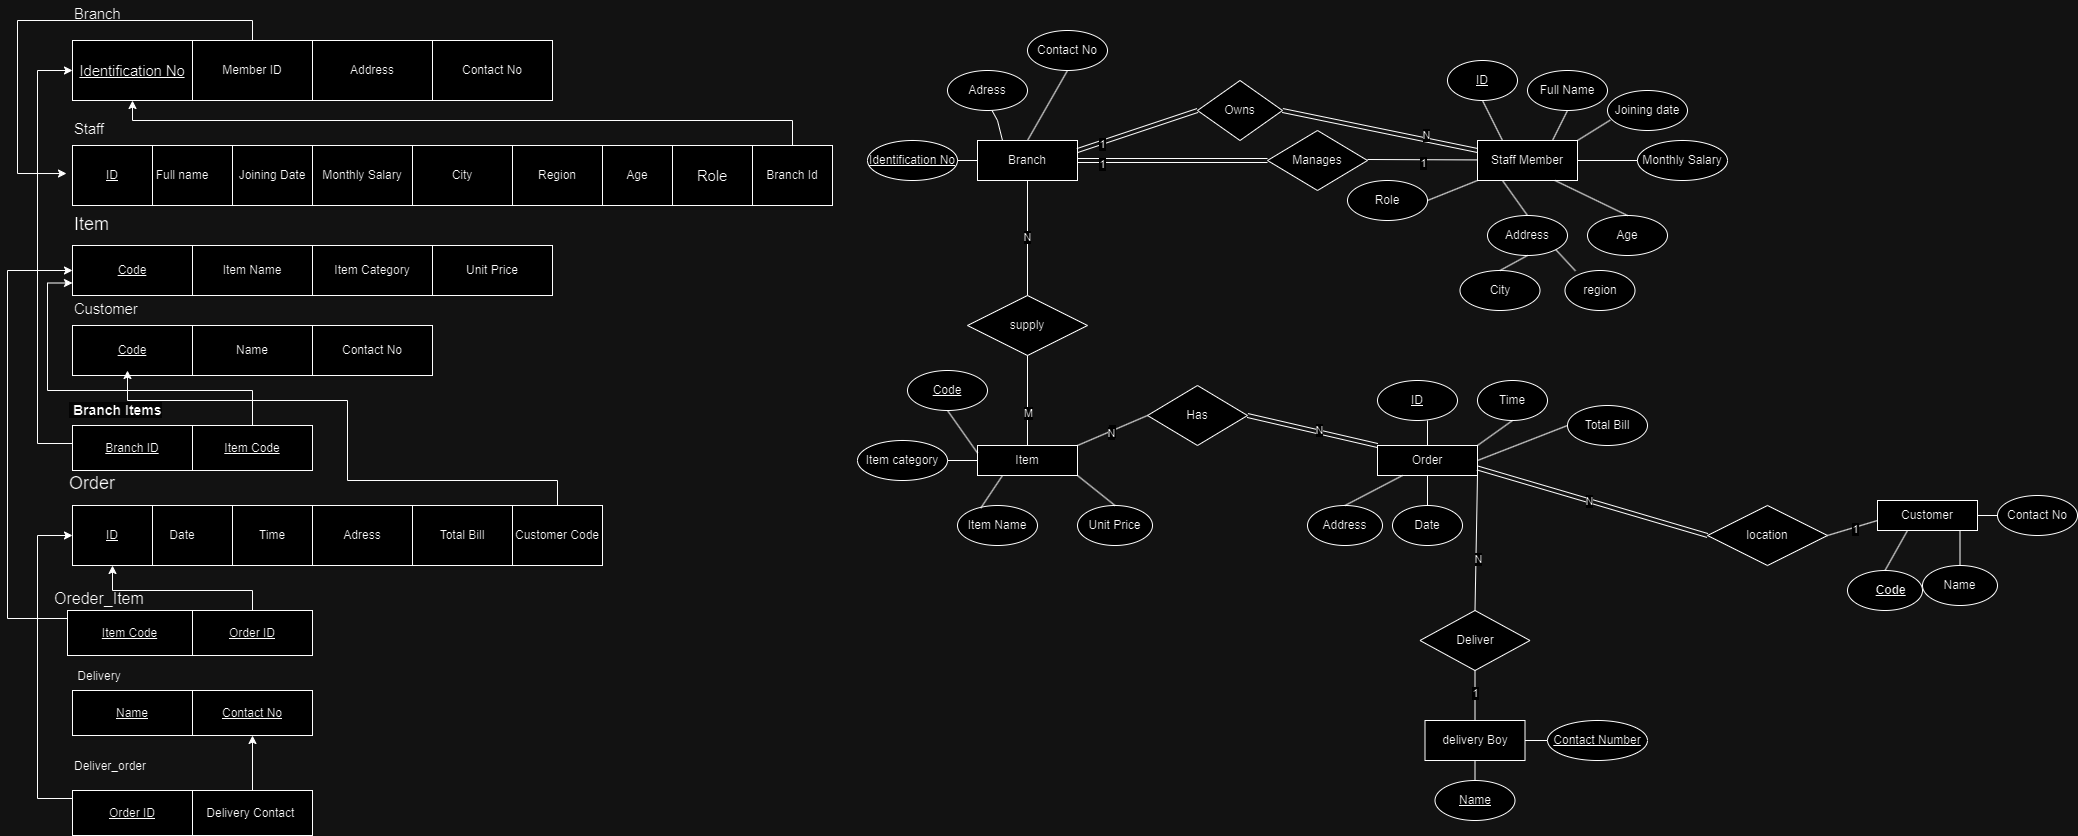 Branch
Identification No
Member ID
Address
Contact No
Staff
ID
Full name
Joining Date
Monthly Salary
City
Region
Age
Role
Branch Id
Item
Code
Item Name
Item Category
Unit Price
Customer
Code
Name
Contact No
Branch Items
Branch ID
Item Code
Order
ID
Date
Time
Adress
Total Bill
Customer Code
Oreder_Item
Item Code
Order ID
Delivery
Name
Contact No
Deliver_order
Order ID
Delivery Contact
Contact No
Adress
Identification No
Branch
1
1
Owns
Manages
N
1
ID
Full Name
Joining date
Staff Member
Monthly Salary
Role
Address
Age
City
region
N
supply
M
Code
Item category
Item
Item Name
Unit Price
N
Has
N
ID
Time
Total Bill
Order
Address
Date
N
location
1
Customer
Contact No
Code
Name
N
Deliver
1
delivery Boy
Contact Number
Name